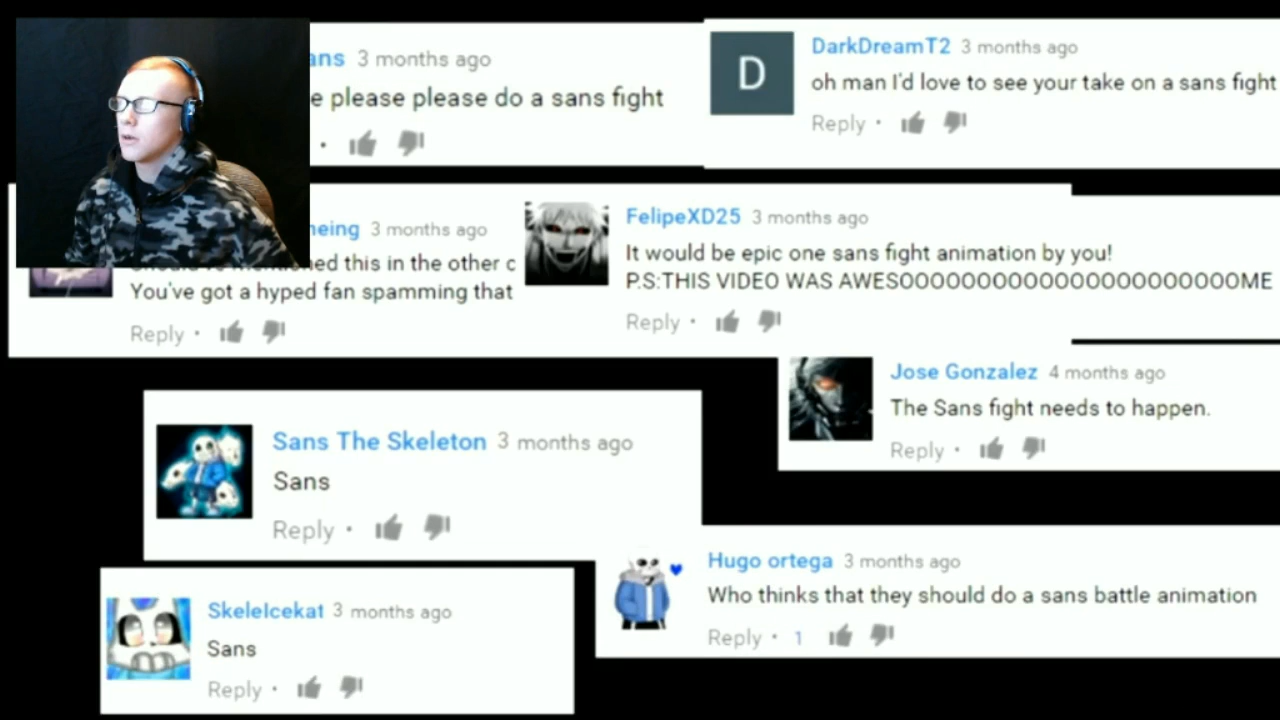 ans 3 months ago
e please please do a sans fight
D
DarkDreamT2 3 months ago
oh man I'd love to see your take on a sans fight
Reply
heing 3 months ago
ned this in the other c
You've got a hyped fan spamming that
Reply
FelipeXD25 3 months ago
It would be epic one sans fight animation by you!
P.S:THIS VIDEO WAS AWESOOOOOOOOOOOOOOOOOOOOOOOOOOME
Reply
Jose Gonzalez 4 months ago
The Sans fight needs to happen.
Reply
Sans The Skeleton 3 months ago
Sans
Reply
Hugo ortega 3 months ago
Who thinks that they should do a sans battle animation
Reply 1
SkeleIcekat 3 months ago
Sans
Reply